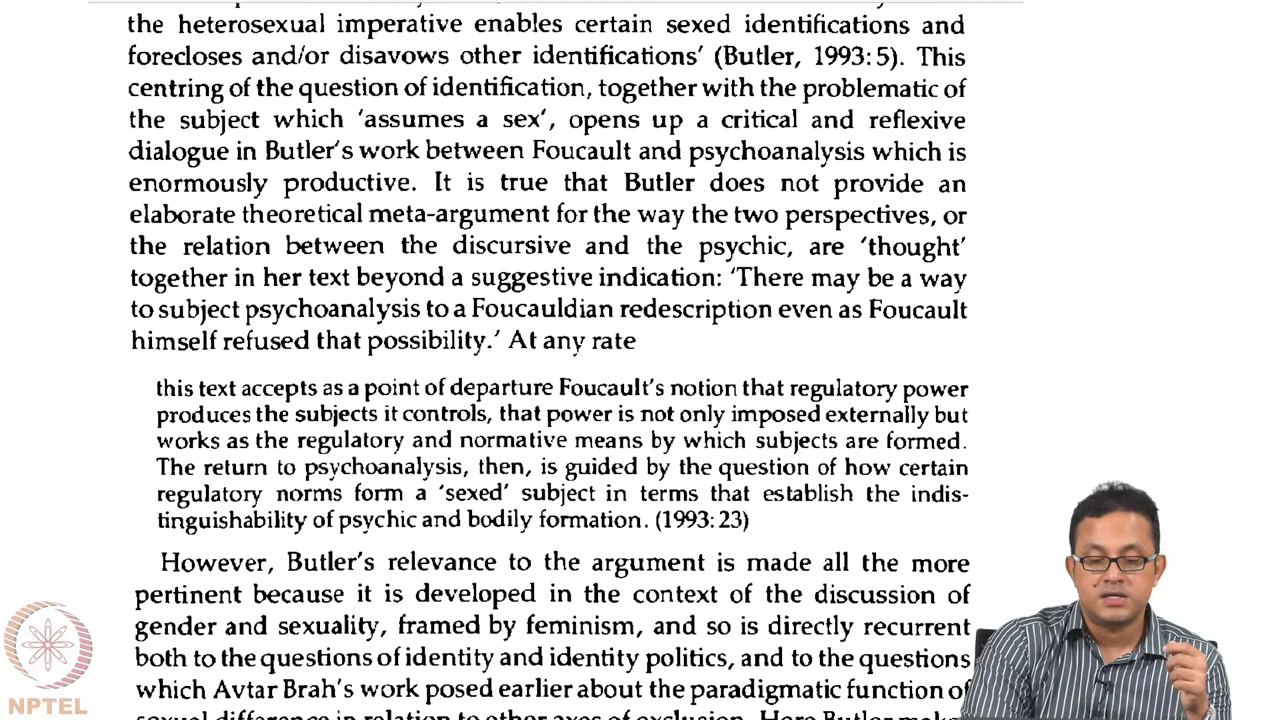 the heterosexual imperative enables certain sexed identifications and
forecloses and/or disavows other identifications' (Butler, 1993: 5). This
centring of the question of identification, together with the problematic of
the subject which 'assumes a sex', opens up a critical and reflexive
dialogue in Butler's work between Foucault and psychoanalysis which is
enormously productive. It is true that Butler does not provide an
elaborate theoretical meta-argument for the way the two perspectives, or
the relation between the discursive and the psychic, are 'thought'
together in her text beyond a suggestive indication: 'There may be a way
to subject psychoanalysis to a Foucauldian redescription even as Foucault
himself refused that possibility.' At any rate
this text accepts as a point of departure Foucault's notion that regulatory power
produces the subjects it controls, that power is not only imposed externally but
works as the regulatory and normative means by which subjects are formed.
The return to psychoanalysis, then, is guided by the question of how certain
regulatory norms form a 'sexed' subject in terms that establish the indis-
tinguishability of psychic and bodily formation. (1993: 23)
However, Butler's relevance to the argument is made all the more
pertinent because it is developed in the context of the discussion of
gender and sexuality, framed by feminism, and so is directly recurrent
both to the questions of identity and identity politics, and to the questions
which Avtar Brah's work posed earlier about the paradigmatic function of
sexual difference in relation to other axes of exclusion. Here Butler makes
NPTEL